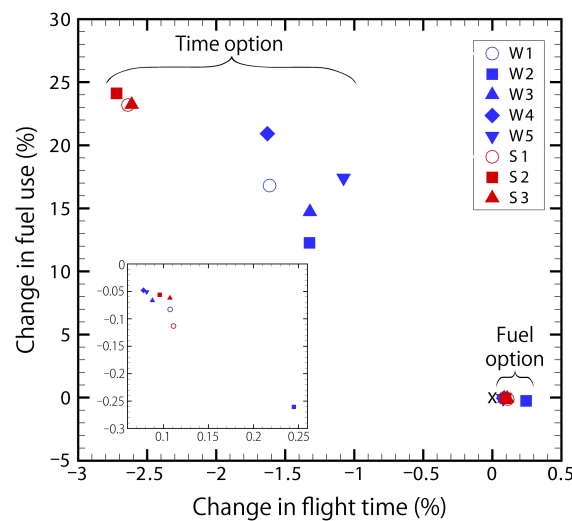 30
25
20
15
10
5
0
−5
Change in fuel use (%)
Time option
W1
W2
W3
W4
W5
S1
S2
S3
0
−0.05
−0.1
−0.15
−0.2
−0.25
−0.3
0.1
0.15
0.2
0.25
Fuel
option
X
−3
−2.5
−2
−1.5
−1
−0.5
0
0.5
Change in flight time (%)